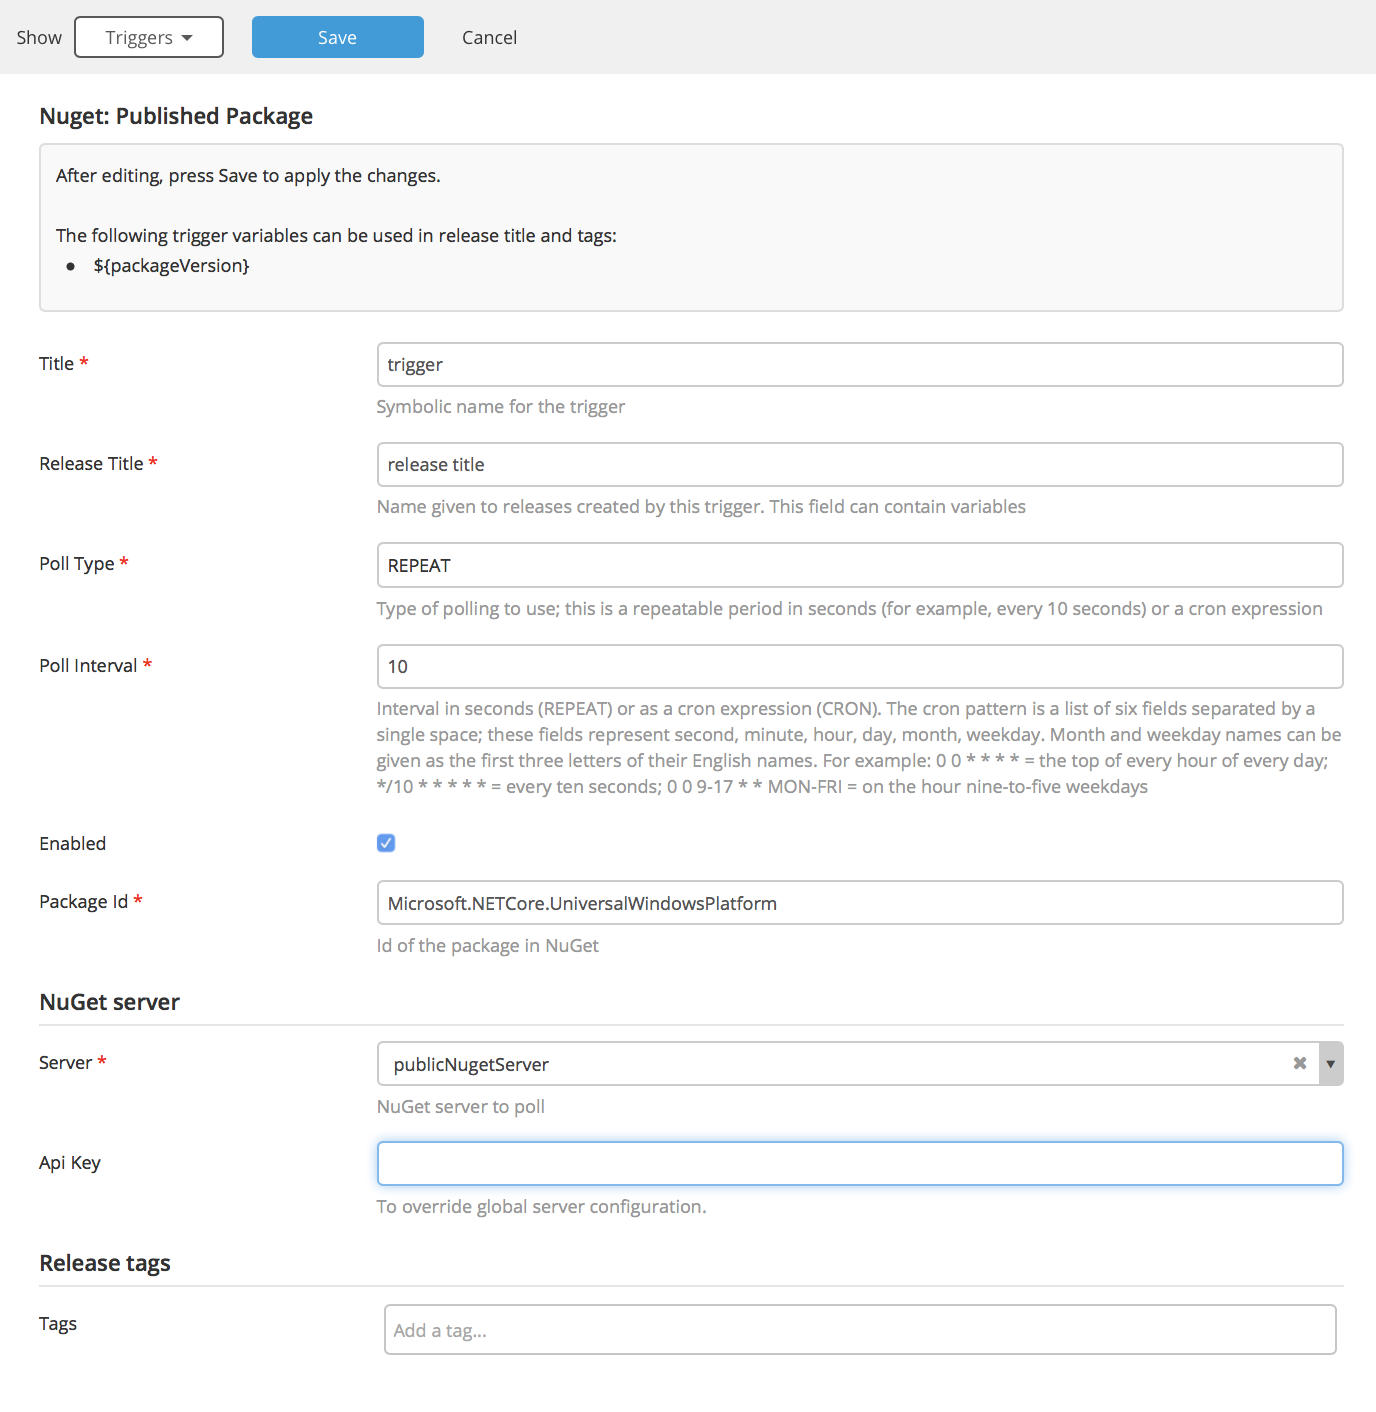 Show Triggers Save Cancel
Nuget: Published Package
After editing, press Save to apply the changes.
The following trigger variables can be used in release title and tags:
● ${packageVersion}
Title *
trigger
Symbolic name for the trigger
Release Title *
release title
Name given to releases created by this trigger. This field can contain variables
Poll Type *
REPEAT
Type of polling to use; this is a repeatable period in seconds (for example, every 10 seconds) or a cron expression
Poll Interval *
10
Interval in seconds (REPEAT) or as a cron expression (CRON). The cron pattern is a list of six fields separated by a
single space; these fields represent second, minute, hour, day, month, weekday. Month and weekday names can be
given as the first three letters of their English names. For example: 0 0 * * * * = the top of every hour of every day;
*/10 * * * * * = every ten seconds; 0 0 9-17 * * MON-FRI = on the hour nine-to-five weekdays
Enabled
Package Id *
Microsoft.NETCore.UniversalWindowsPlatform
Id of the package in NuGet
NuGet server
Server *
publicNugetServer
NuGet server to poll
Api Key
To override global server configuration.
Release tags
Tags
Add a tag...